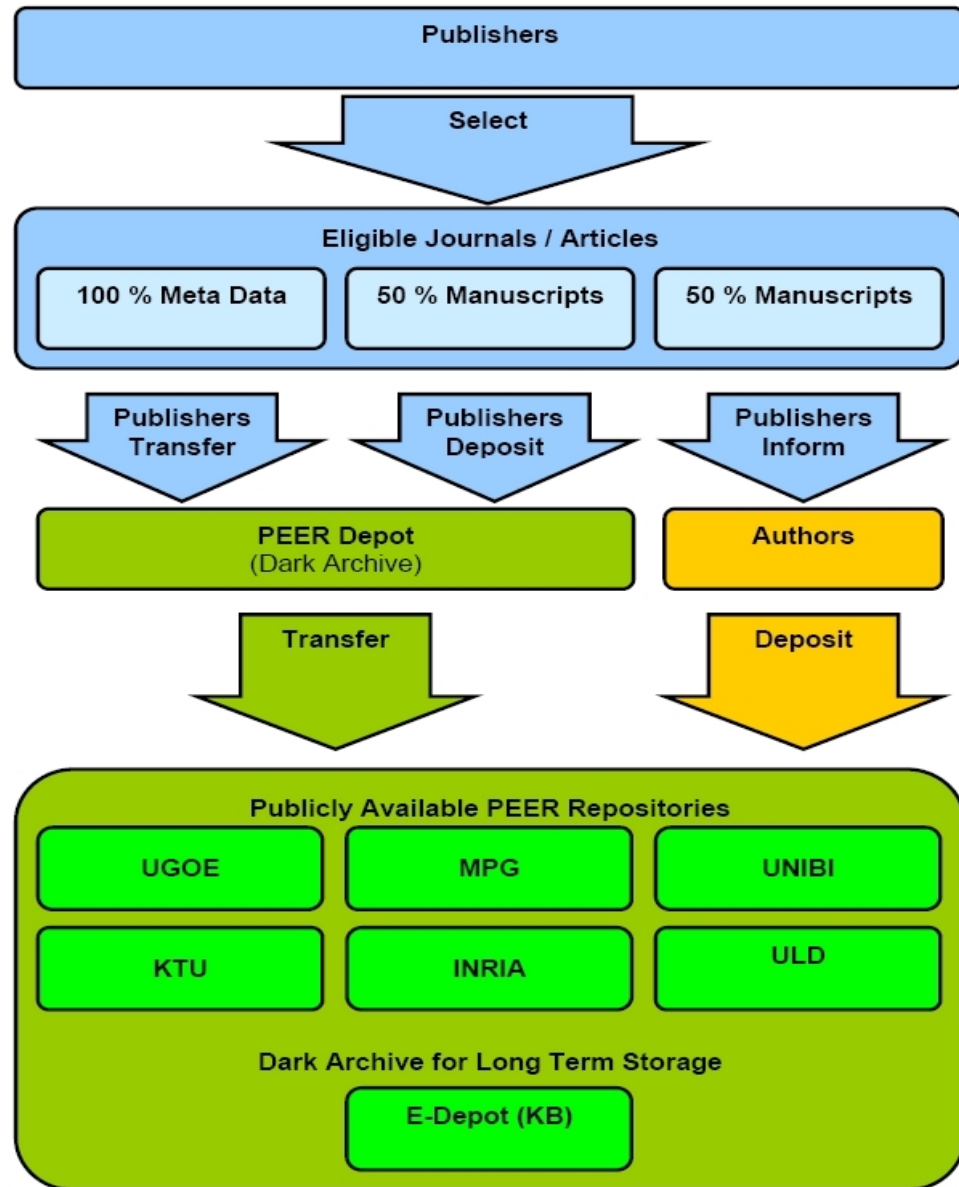 Publishers
Select
Eligible Journals / Articles
100 % Meta Data
50 % Manuscripts
50 % Manuscripts
Publishers
Transfer
Publishers
Deposit
Publishers
Inform
PEER Depot
(Dark Archive)
Authors
Transfer
Deposit
Publicly Available PEER Repositories
UGOE
MPG
UNIBI
KTU
INRIA
ULD
Dark Archive for Long Term Storage
E-Depot (KB)